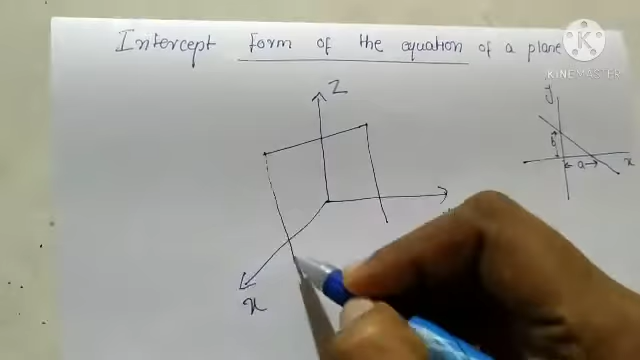 Intercept form of the equation of a plane
K
KINEMASTER
Z
y
b
a
x
x